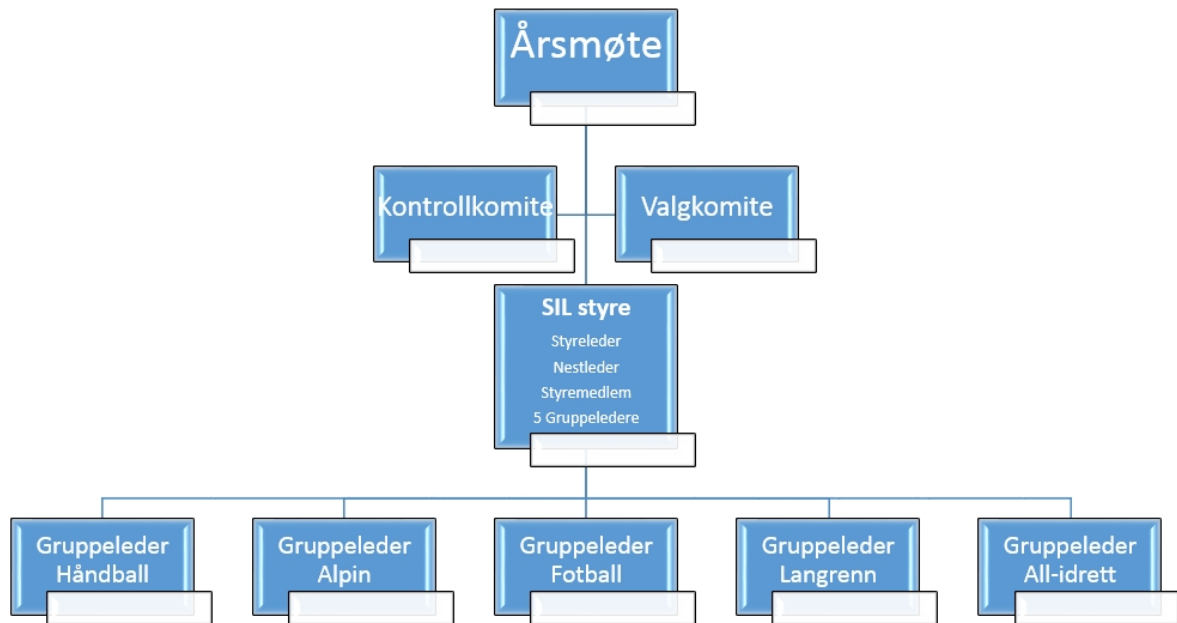 Årsmøte
Kontrollkomite
Valgkomite
SIL styre
Styreleder
Nestleder
Styremedlem
5 Gruppeledere
Gruppeleder
Håndball
Gruppeleder
Alpin
Gruppeleder
Fotball
Gruppeleder
Langrenn
Gruppeleder
All-idrett